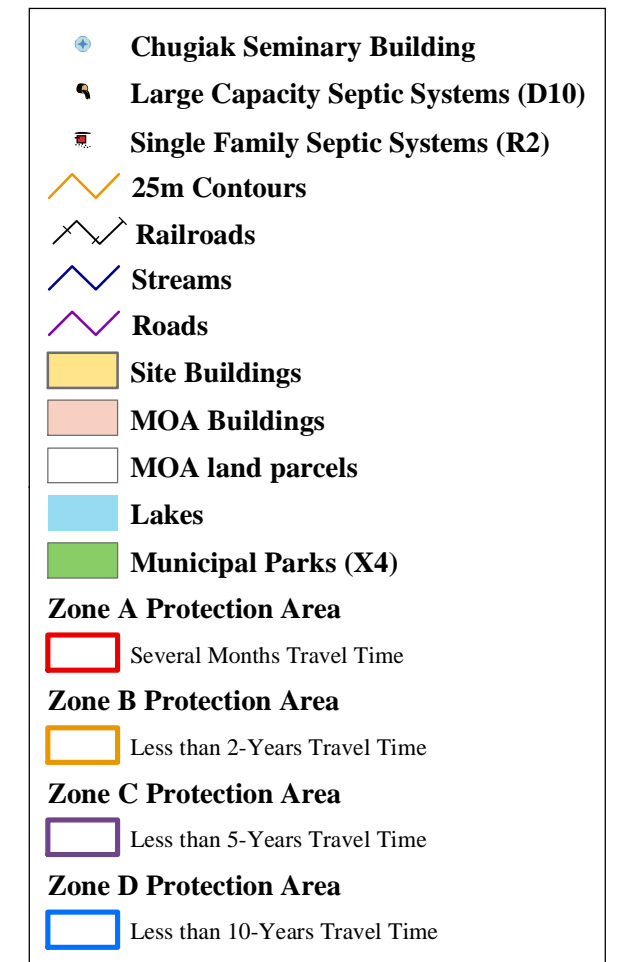 Chugiak Seminary Building
Large Capacity Septic Systems (D10)
Single Family Septic Systems (R2)
25m Contours
Railroads
Streams
Roads
Site Buildings
MOA Buildings
MOA land parcels
Lakes
Municipal Parks (X4)
Zone A Protection Area
Several Months Travel Time
Zone B Protection Area
Less than 2-Years Travel Time
Zone C Protection Area
Less than 5-Years Travel Time
Zone D Protection Area
Less than 10-Years Travel Time